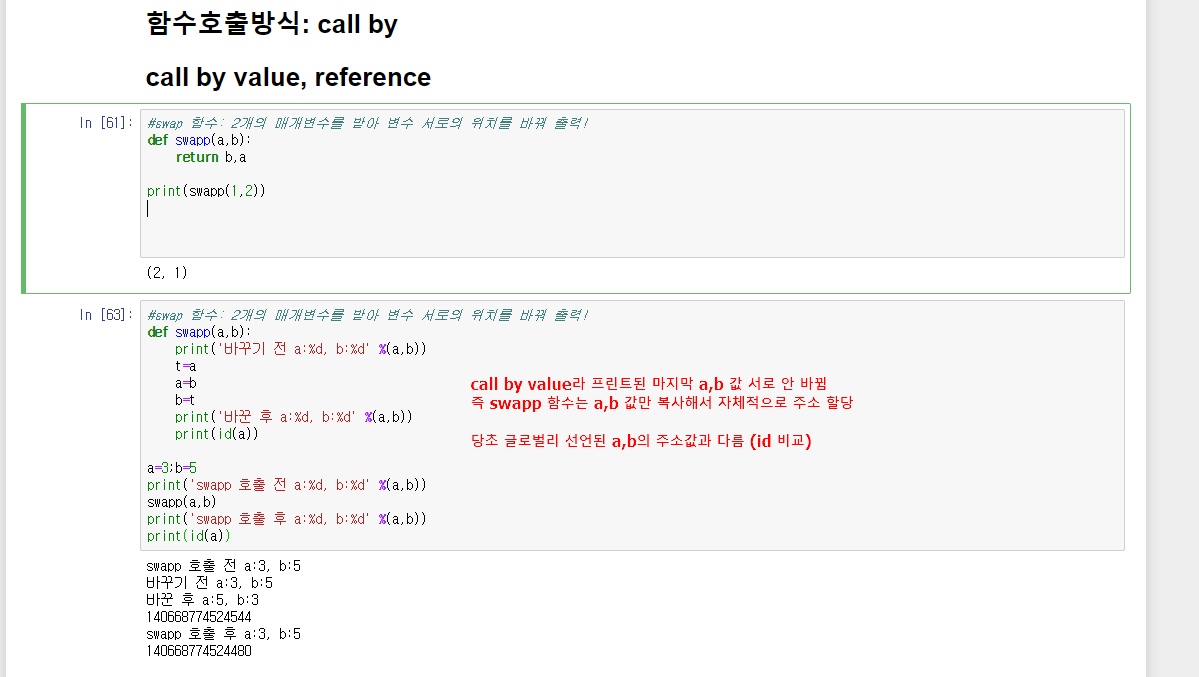 함수호출방식: call by
call by value, reference
In [61]:
#swap 함수: 2개의 매개변수를 받아 변수 서로의 위치를 바꿔 출력!
def swapp(a,b):
    return b,a
print(swapp(1,2))
(2, 1)
In [63]:
#swap 함수: 2개의 매개변수를 받아 변수 서로의 위치를 바꿔 출력!
def swapp(a,b):
    print('바꾸기 전 a:%d, b:%d' %(a,b))
    t=a
    a=b
    b=t
    print('바꾼 후 a:%d, b:%d' %(a,b))
    print(id(a))
call by value라 프린트된 마지막 a,b 값 서로 안 바뀜
즉 swapp 함수는 a,b 값만 복사해서 자체적으로 주소 할당
당초 글로벌리 선언된 a,b의 주소값과 다름 (id 비교)
a=3;b=5
print('swapp 호출 전 a:%d, b:%d' %(a,b))
swapp(a,b)
print('swapp 호출 후 a:%d, b:%d' %(a,b))
print(id(a))
swapp 호출 전 a:3, b:5
바꾸기 전 a:3, b:5
바꾼 후 a:5, b:3
140668774524544
swapp 호출 후 a:3, b:5
140668774524480